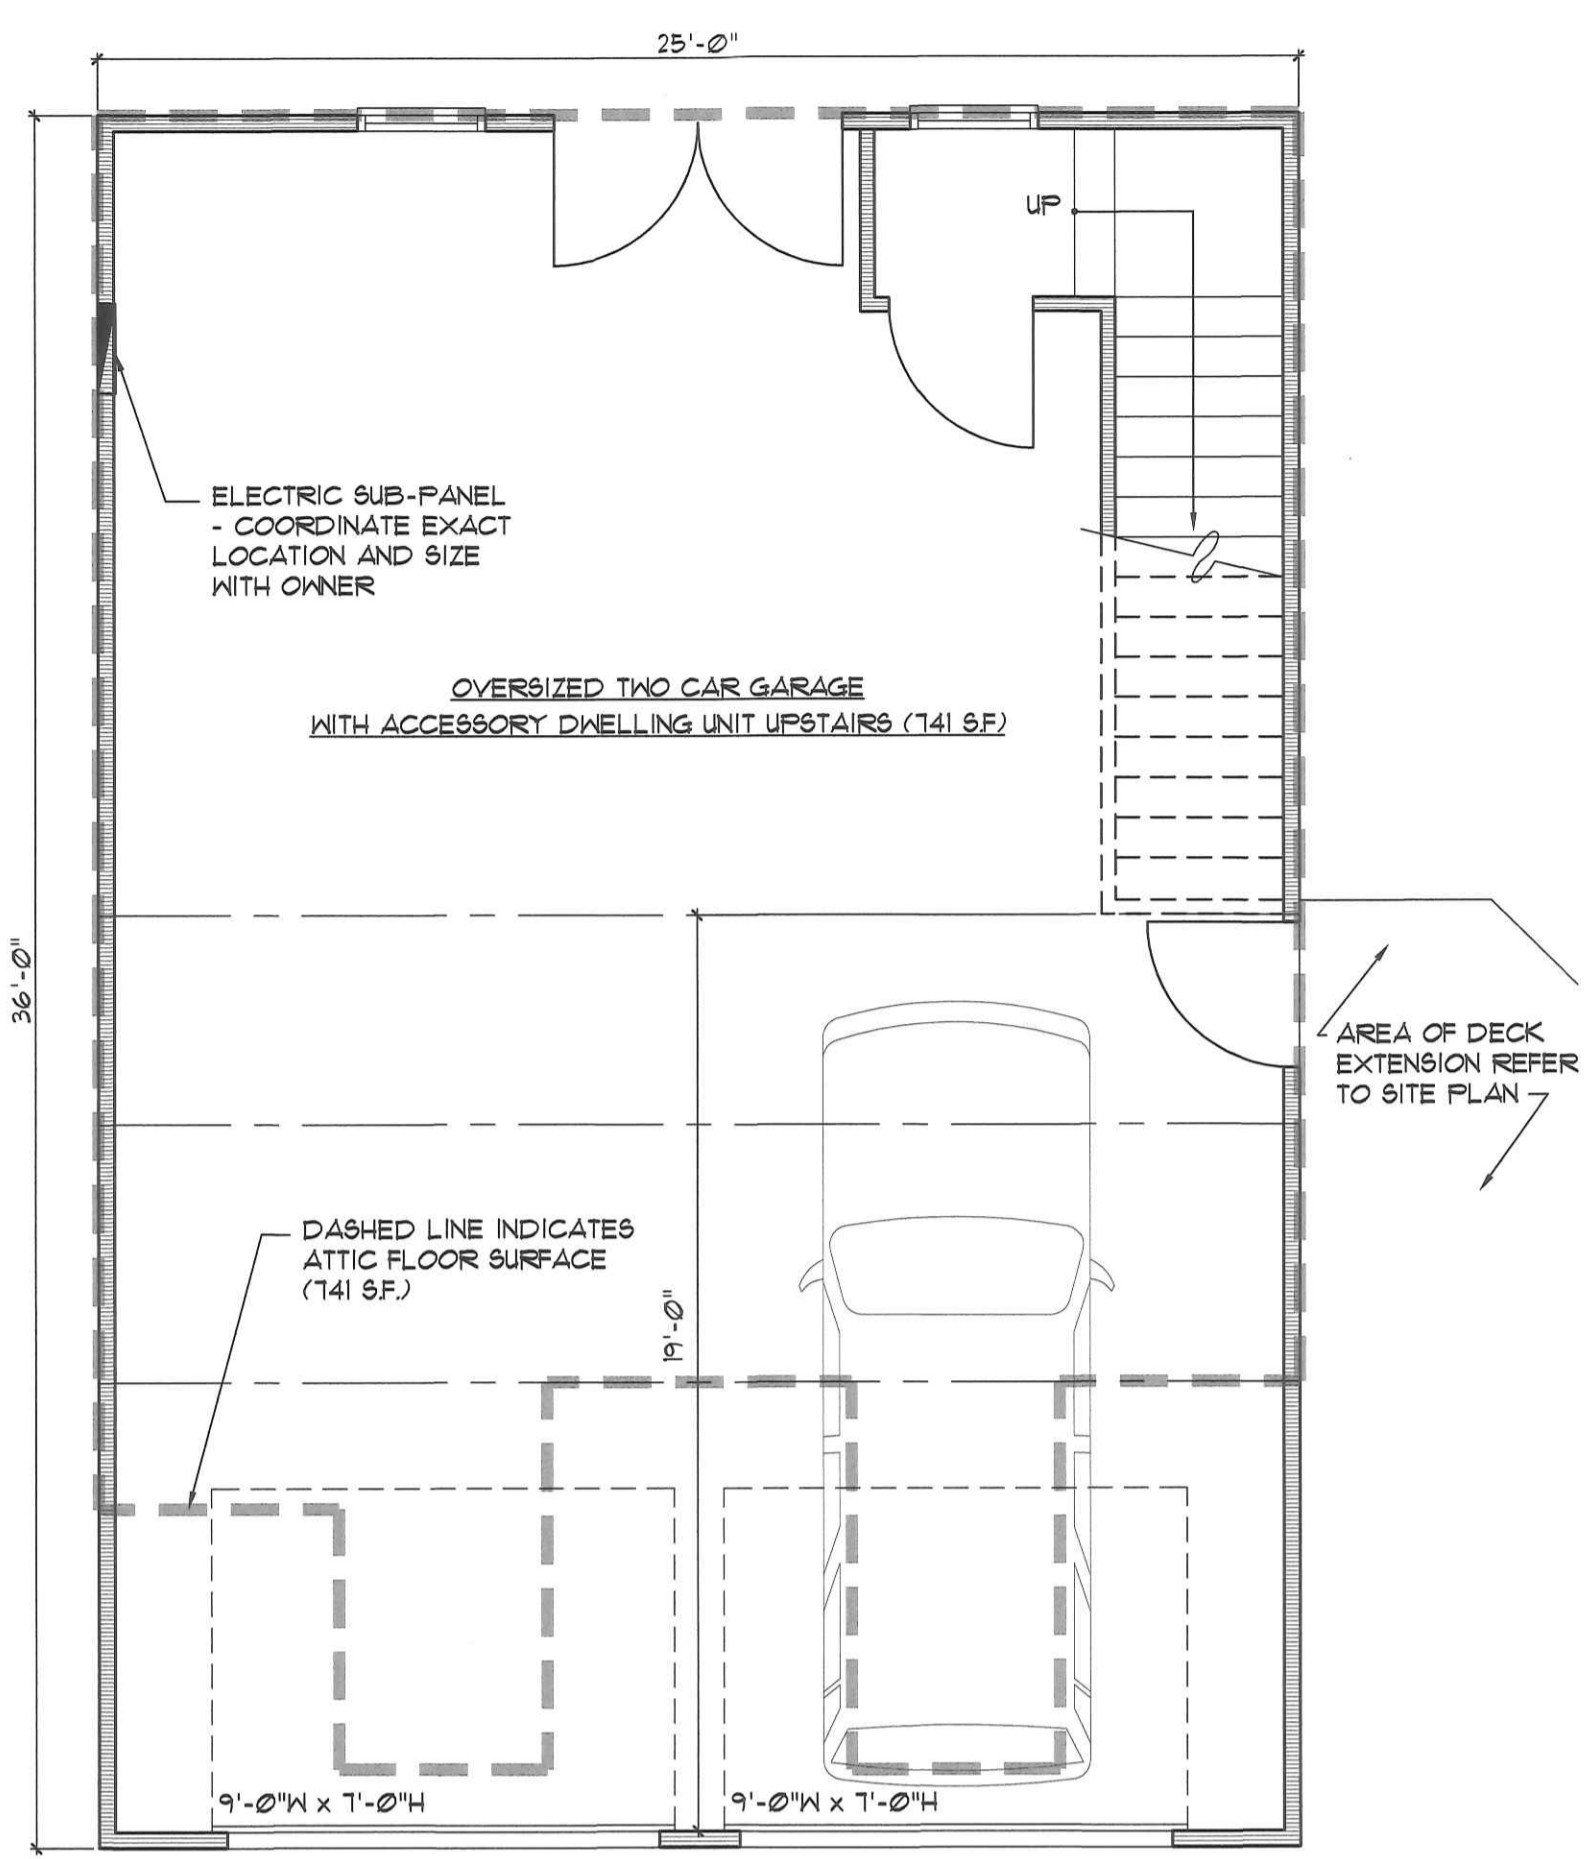 25'-0"
UP
ELECTRIC SUB-PANEL
- COORDINATE EXACT
LOCATION AND SIZE
WITH OWNER
OVERSIZED TWO CAR GARAGE
WITH ACCESSORY DWELLING UNIT UPSTAIRS (741 S.F)
36'-0"
AREA OF DECK
EXTENSION REFER
TO SITE PLAN
DASHED LINE INDICATES
ATTIC FLOOR SURFACE
(741 S.F.)
19'-0"
9'-0"W x 7'-0"H
9'-0"W x 7'-0"H